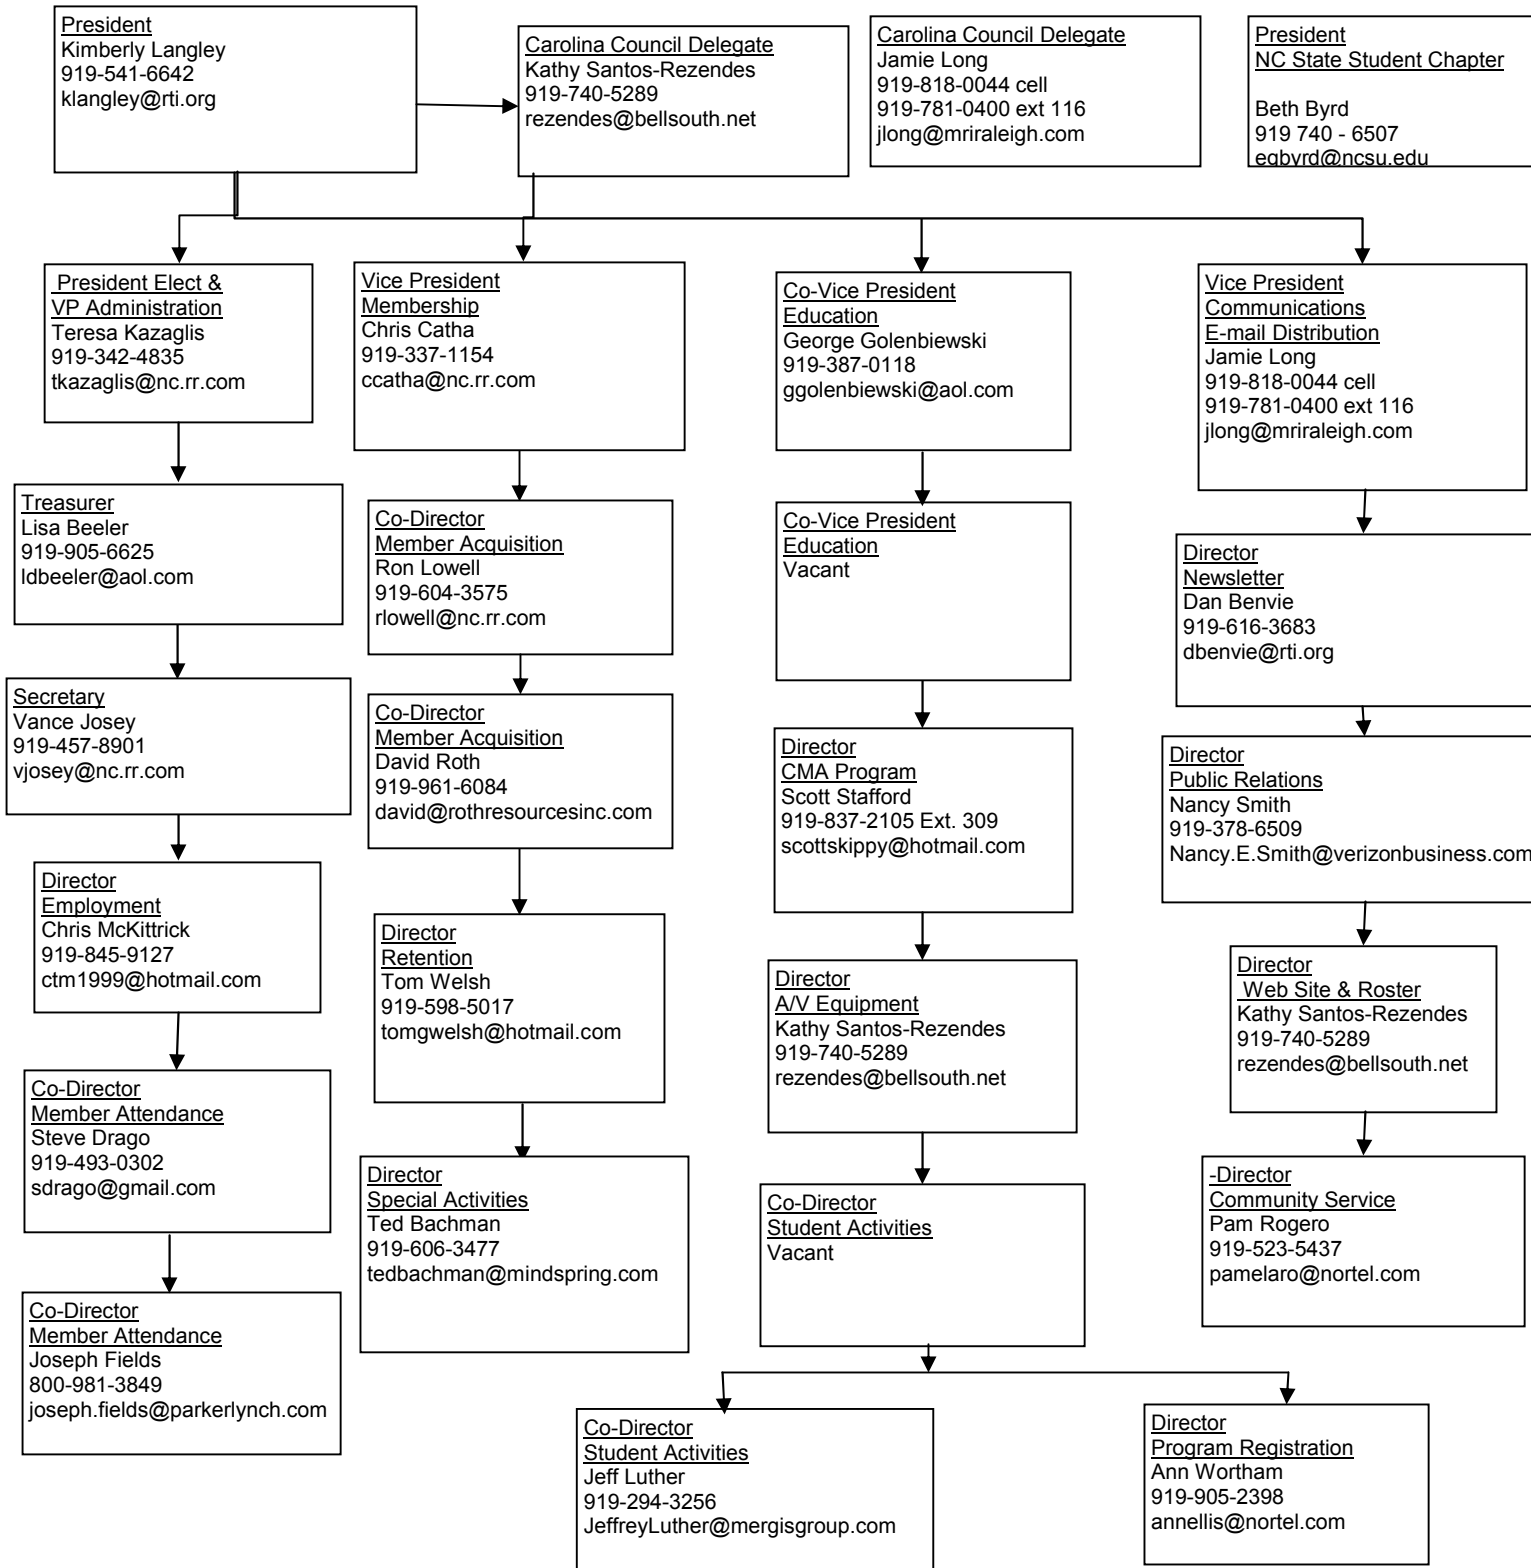 President
Kimberly Langley
919-541-6642
klangley@rti.org
Carolina Council Delegate
Kathy Santos-Rezendes
919-740-5289
rezendes@bellsouth.net
Carolina Council Delegate
Jamie Long
919-818-0044 cell
919-781-0400 ext 116
jlong@mriraleigh.com
President
NC State Student Chapter
Beth Byrd
919 740 - 6507
egbyrd@ncsu.edu
President Elect &
VP Administration
Teresa Kazaglis
919-342-4835
tkazaglis@nc.rr.com
Vice President
Membership
Chris Catha
919-337-1154
ccatha@nc.rr.com
Co-Vice President
Education
George Golenbiewski
919-387-0118
ggolenbiewski@aol.com
Vice President
Communications
E-mail Distribution
Jamie Long
919-818-0044 cell
919-781-0400 ext 116
jlong@mriraleigh.com
Treasurer
Lisa Beeler
919-905-6625
ldbeeler@aol.com
Co-Director
Member Acquisition
Ron Lowell
919-604-3575
rlowell@nc.rr.com
Co-Vice President
Education
Vacant
Director
Newsletter
Dan Benvie
919-616-3683
dbenvie@rti.org
Secretary
Vance Josey
919-457-8901
vjosey@nc.rr.com
Co-Director
Member Acquisition
David Roth
919-961-6084
david@rothresourcesinc.com
Director
CMA Program
Scott Stafford
919-837-2105 Ext. 309
scottskippy@hotmail.com
Director
Public Relations
Nancy Smith
919-378-6509
Nancy.E.Smith@verizonbusiness.com
Director
Employment
Chris McKittrick
919-845-9127
ctm1999@hotmail.com
Director
Retention
Tom Welsh
919-598-5017
tomgwelsh@hotmail.com
Director
A/V Equipment
Kathy Santos-Rezendes
919-740-5289
rezendes@bellsouth.net
Director
Web Site & Roster
Kathy Santos-Rezendes
919-740-5289
rezendes@bellsouth.net
Co-Director
Member Attendance
Steve Drago
919-493-0302
sdrago@gmail.com
Director
Special Activities
Ted Bachman
919-606-3477
tedbachman@mindspring.com
Co-Director
Student Activities
Vacant
-Director
Community Service
Pam Rogero
919-523-5437
pamelaro@nortel.com
Co-Director
Member Attendance
Joseph Fields
800-981-3849
joseph.fields@parkerlynch.com
Co-Director
Student Activities
Jeff Luther
919-294-3256
JeffreyLuther@mergisgroup.com
Director
Program Registration
Ann Wortham
919-905-2398
annellis@nortel.com